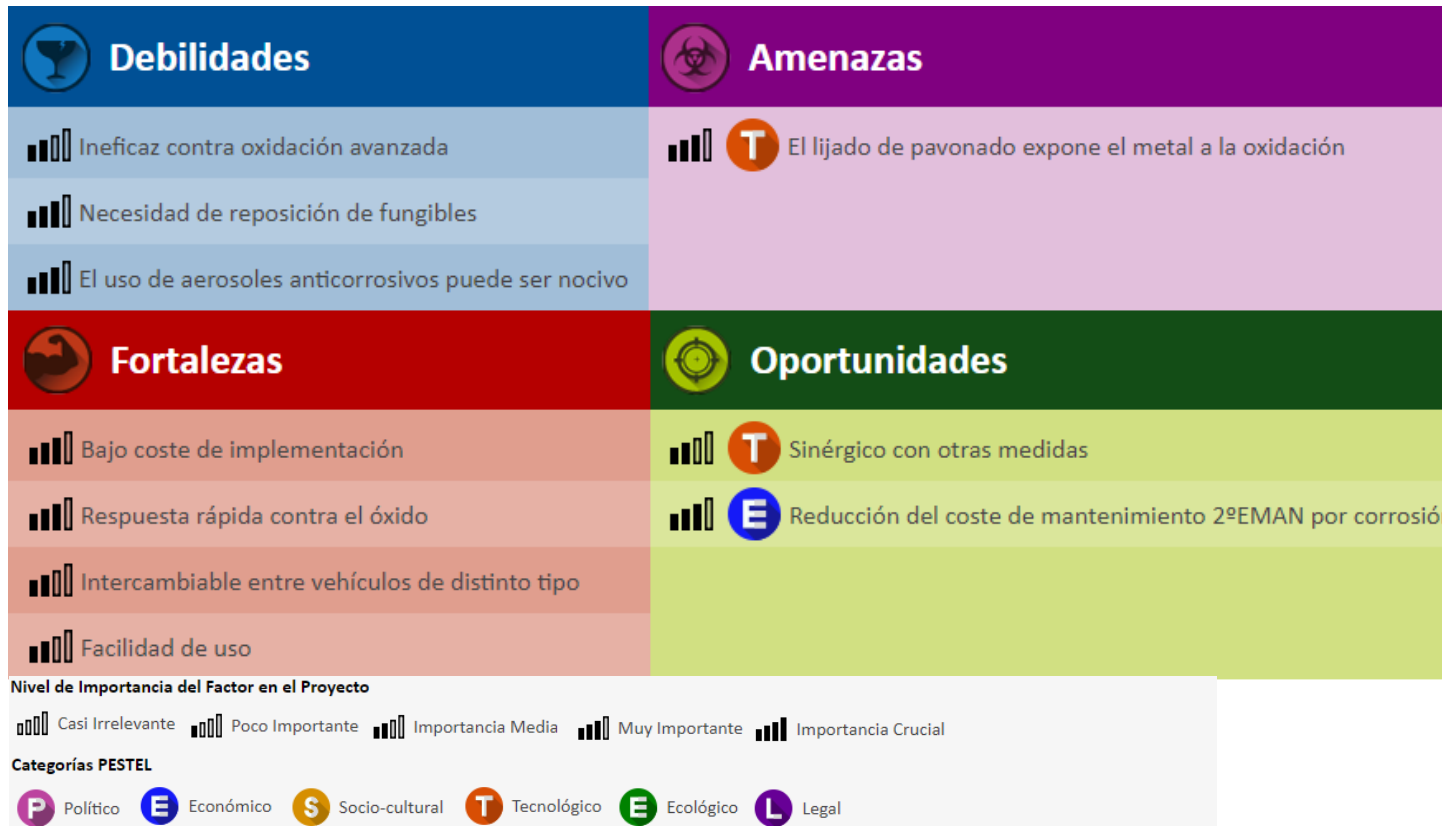 Debilidades
Ineficaz contra oxidación avanzada
Necesidad de reposición de fungibles
El uso de aerosoles anticorrosivos puede ser nocivo
Amenazas
T El lijado de pavonado expone el metal a la oxidación
Fortalezas
Bajo coste de implementación
Respuesta rápida contra el óxido
Intercambiable entre vehículos de distinto tipo
Facilidad de uso
Oportunidades
T Sinérgico con otras medidas
E Reducción del coste de mantenimiento 2ºEMAN por corrosió
Nivel de Importancia del Factor en el Proyecto
Casi Irrelevante Poco Importante Importancia Media Muy Importante Importancia Crucial
Categorías PESTEL
P Político E Económico S Socio-cultural T Tecnológico E Ecológico L Legal